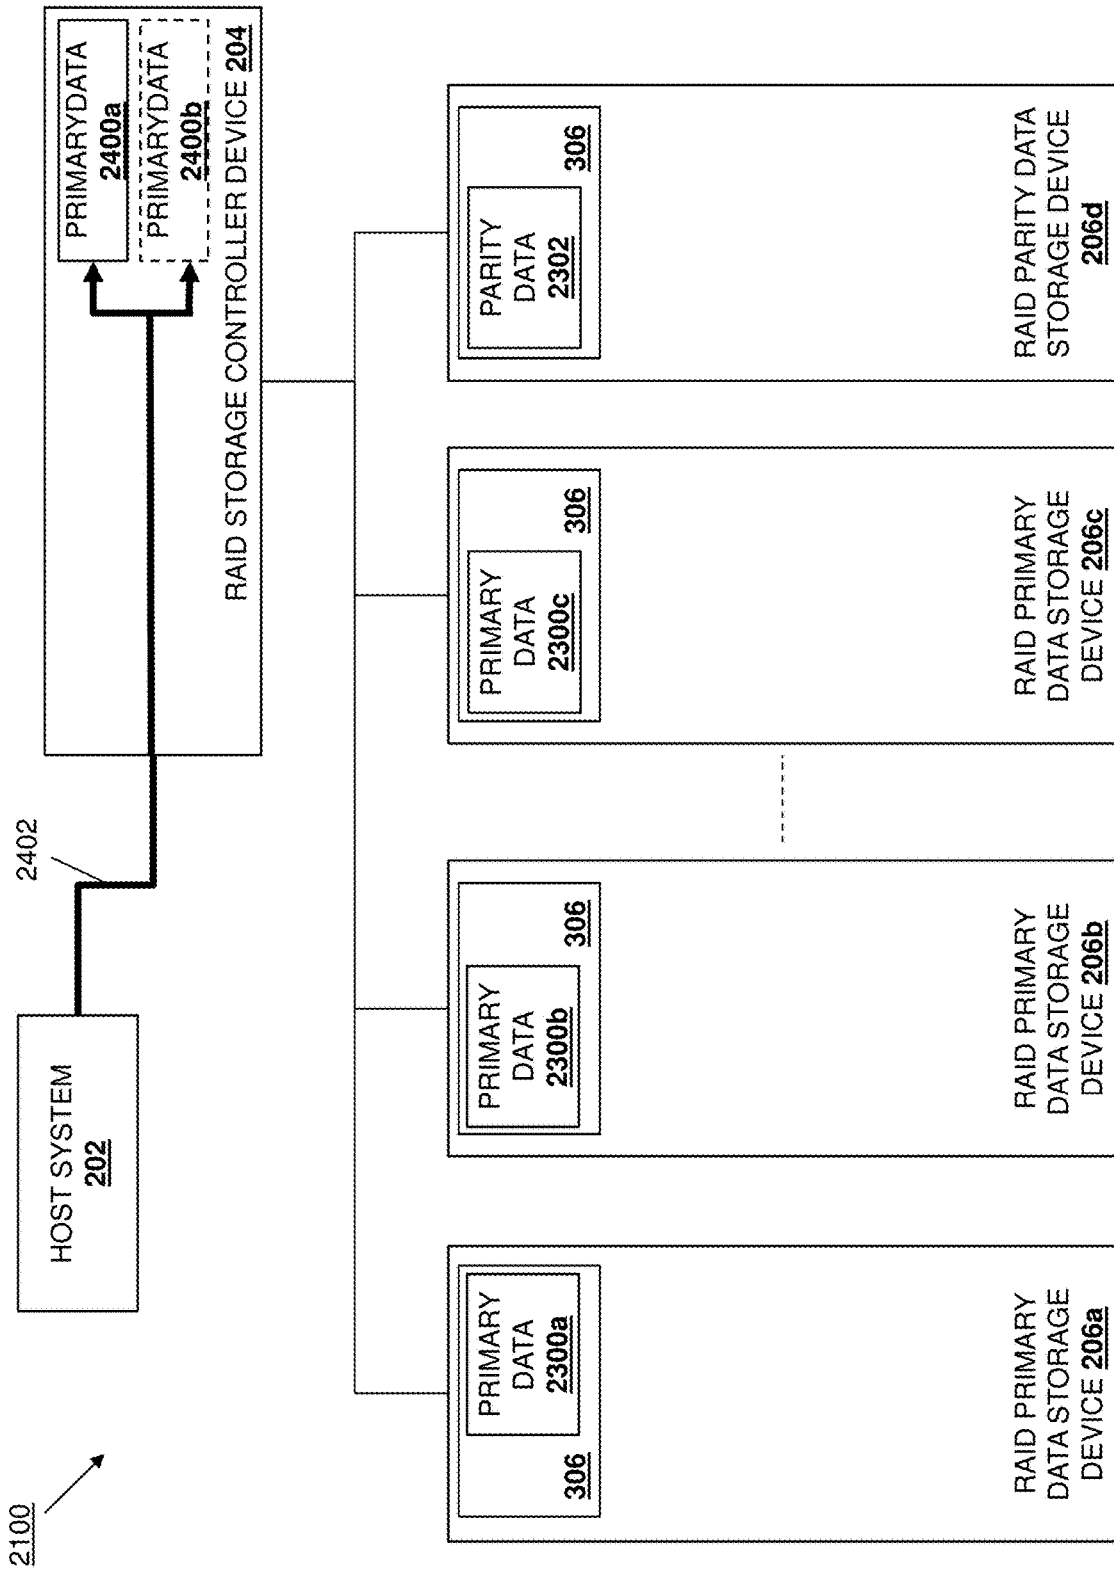 2100
HOST SYSTEM
202
2402
PRIMARYDATA
2400a
PRIMARYDATA
2400b
RAID STORAGE CONTROLLER DEVICE 204
PRIMARY
DATA
2300a
306
RAID PRIMARY
DATA STORAGE
DEVICE 206a
PRIMARY
DATA
2300b
306
RAID PRIMARY
DATA STORAGE
DEVICE 206b
PRIMARY
DATA
2300c
306
RAID PRIMARY
DATA STORAGE
DEVICE 206c
PARITY
DATA
2302
306
RAID PARITY DATA
STORAGE DEVICE
206d